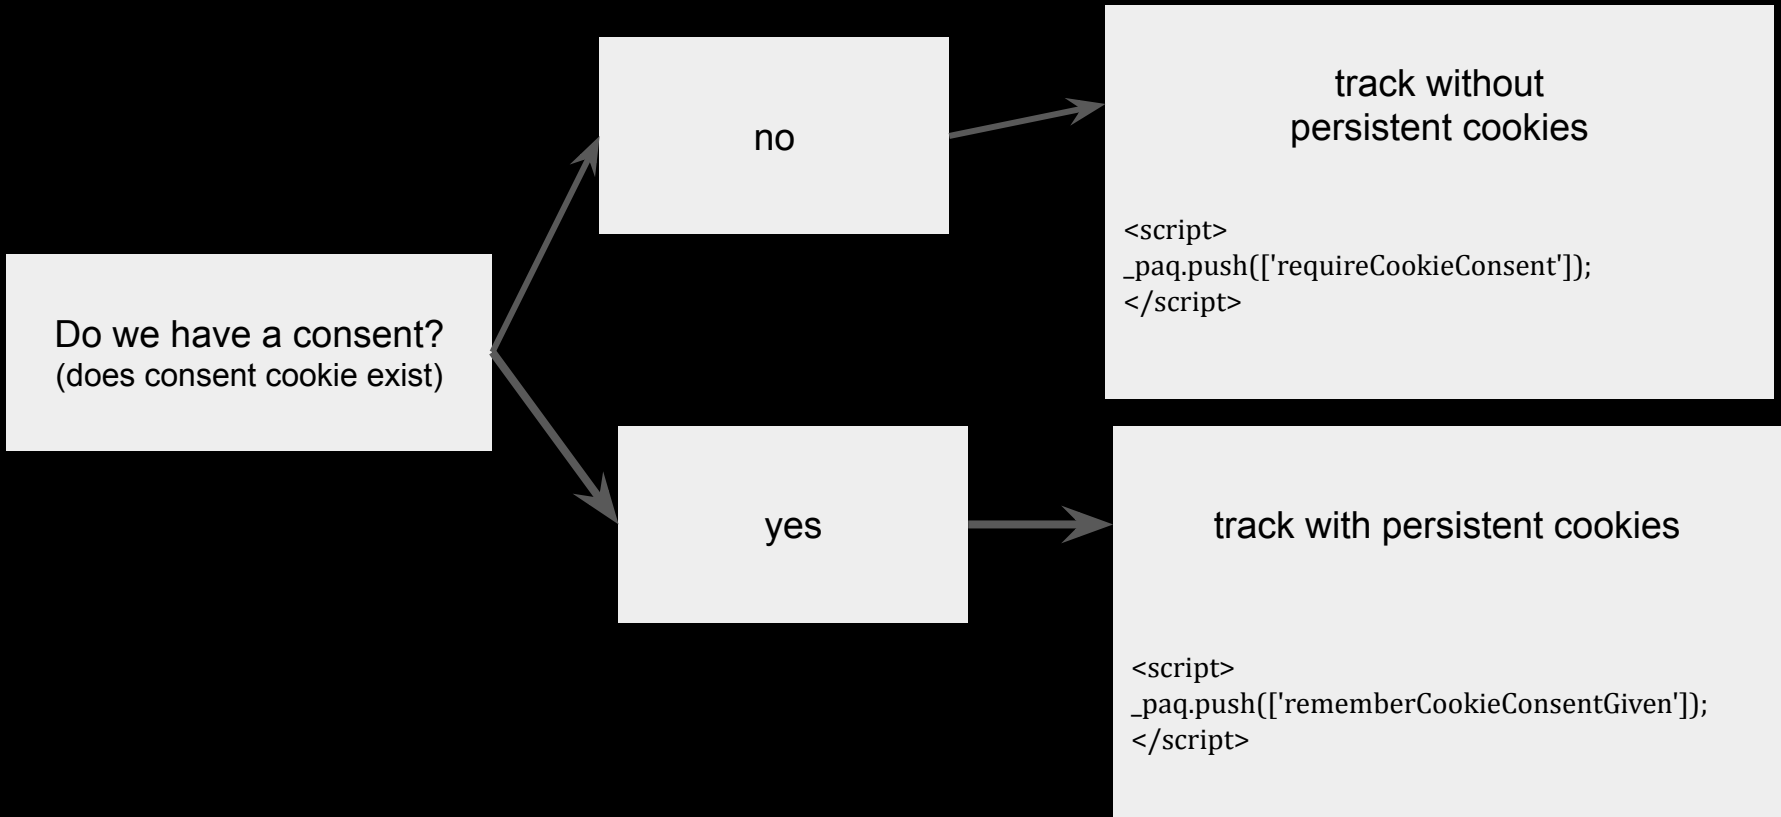 Do we have a consent?
(does consent cookie exist)
no
track without
persistent cookies
<script>
_paq.push(['requireCookieConsent']);
</script>
yes
track with persistent cookies
<script>
_paq.push(['rememberCookieConsentGiven']);
</script>